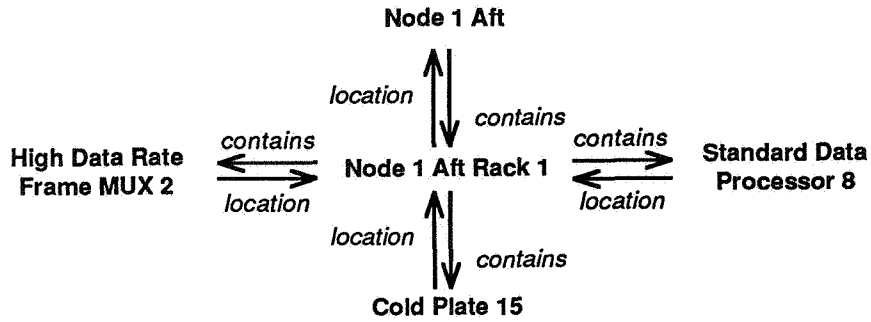 Node 1 Aft
location
contains
contains
contains
High Data Rate
Frame MUX 2
Node 1 Aft Rack 1
Standard Data
Processor 8
location
location
location
contains
Cold Plate 15